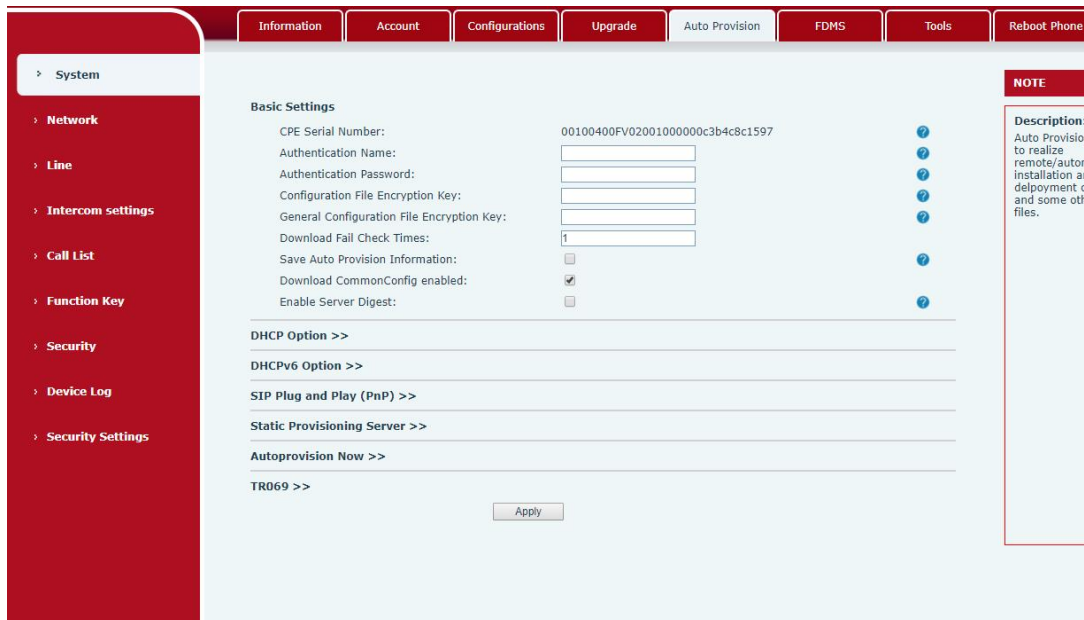 Information Account Configurations Upgrade Auto Provision FDMS Tools Reboot Phone
System
Network
Line
Intercom settings
Call List
Function Key
Security
Device Log
Security Settings
Basic Settings
CPE Serial Number: 00100400FV02001000000c3b4c8c1597
Authentication Name:
Authentication Password:
Configuration File Encryption Key:
General Configuration File Encryption Key:
Download Fail Check Times: 1
Save Auto Provision Information:
Download CommonConfig enabled:
Enable Server Digest:
DHCP Option >>
DHCPv6 Option >>
SIP Plug and Play (PnP) >>
Static Provisioning Server >>
Autoprovision Now >>
TR069 >>
Apply
NOTE
Description:
Auto Provisio
to realize
remote/autor
installation a
delpoyment
and some oth
files.